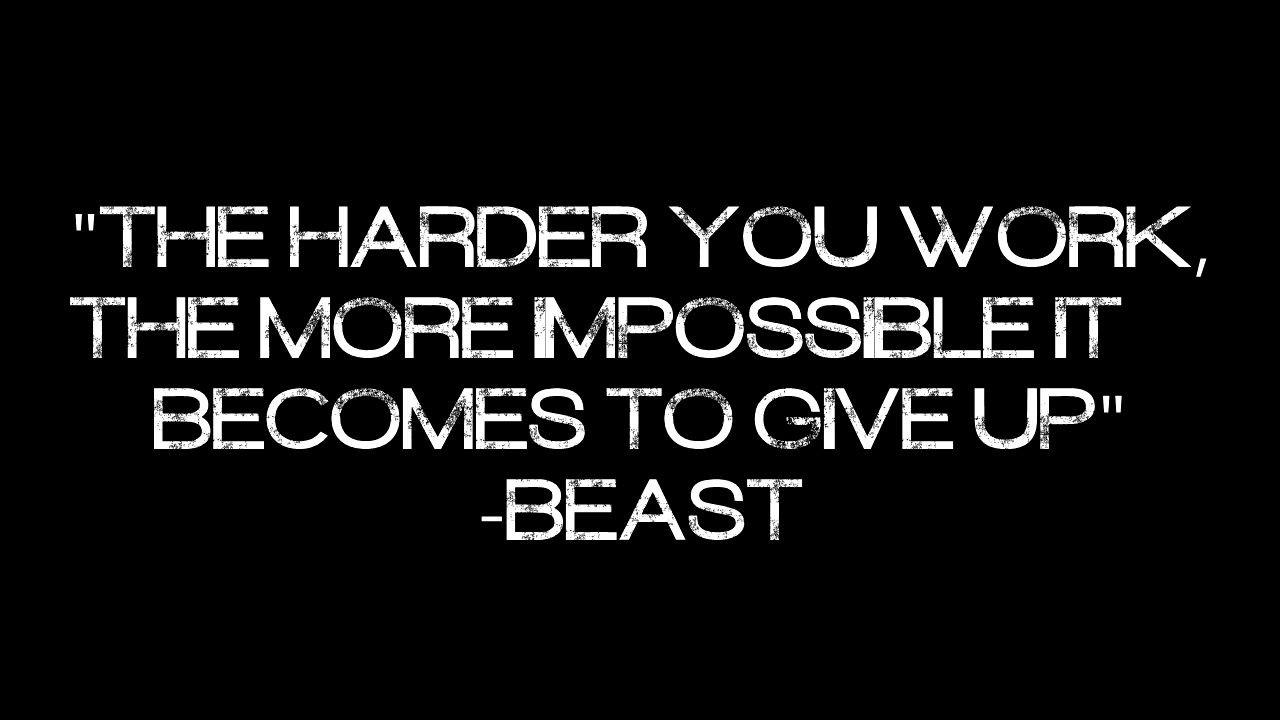 "THE HARDER YOU WORK,
THE MORE IMPOSSIBLE IT
BECOMES TO GIVE UP"
-BEAST